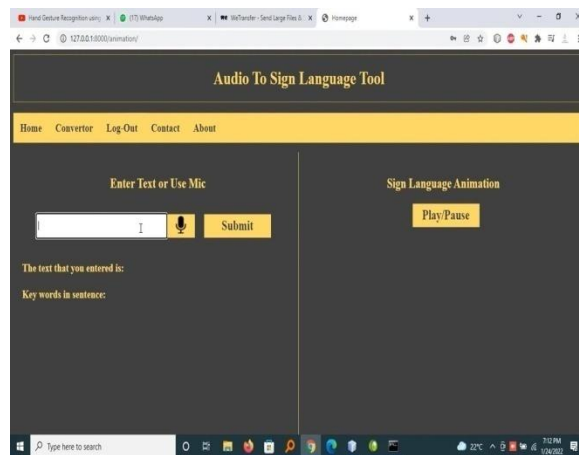 Hand Gesture Recognition using
(17) WhatsApp
WeTransfer - Send Large Files &
Homepage
127.0.0.1:8000/animation/
Audio To Sign Language Tool
Home Convertor Log-Out Contact About
Enter Text or Use Mic
Submit
The text that you entered is:
Key words in sentence:
Sign Language Animation
Play/Pause
Type here to search
22°C
7:12 PM
1/24/2022